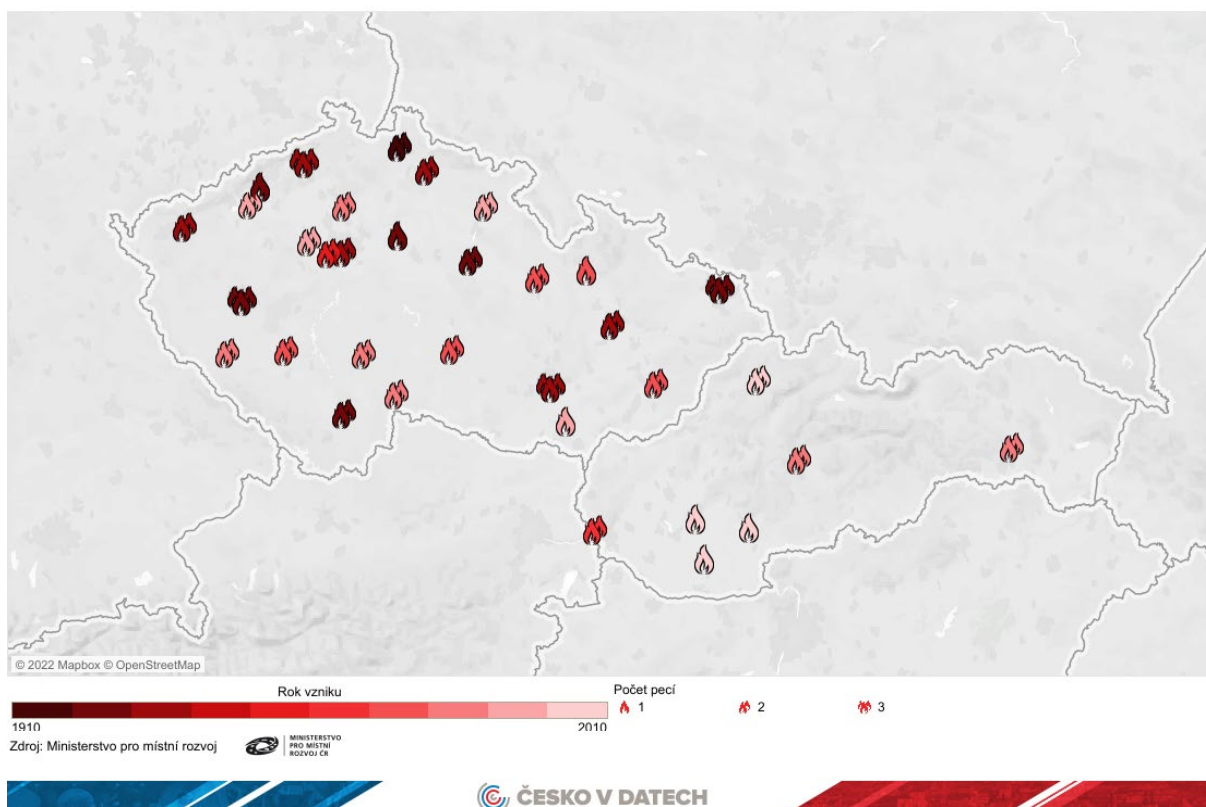 © 2022 Mapbox © OpenStreetMap
Rok vzniku
1910
2010
Počet pecí
1
2
3
Zdroj: Ministerstvo pro místní rozvoj
MINISTERSTVO
PRO MÍSTNÍ
ROZVOJ ČR
ČESKO V DATECH